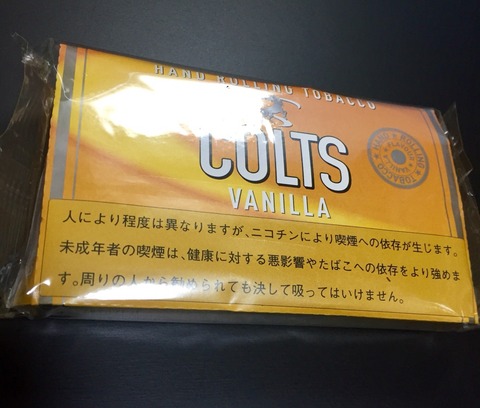 HAND ROLLING TOBACCO
COLTS
VANILLA
人により程度は異なりますが、ニコチンにより喫煙への依存が生じます。
未成年者の喫煙は、健康に対する悪影響やたばこへの依存をより強めま
す。周りの人から勧められても決して吸ってはいけません。
HAND ROLLING TOBACCO